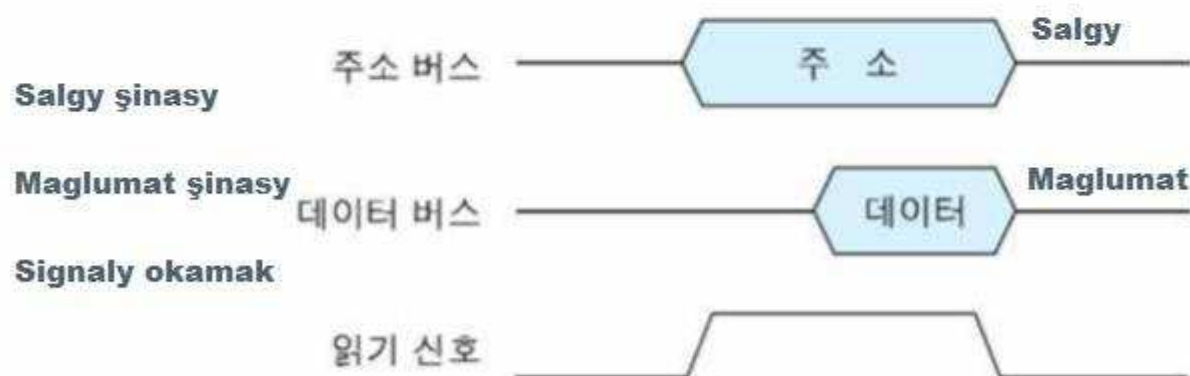 Salgy
주소 버스
주 소
Salgy şinasy
Maglumat şinasy
데이터 버스
데이터
Maglumat
Signaly okamak
읽기 신호